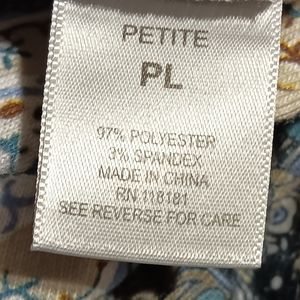 PETITE
PL
97% POLYESTER
3% SPANDEX
MADE IN CHINA
RN 118181
SEE REVERSE FOR CARE